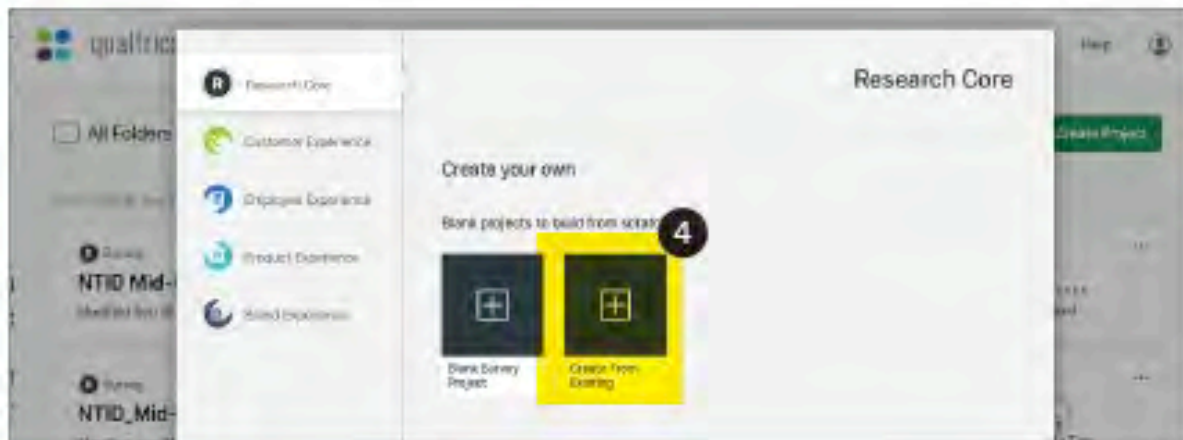 qualtrics
Help
All Folders
Create Project
Research Core
Customer Experience
Employee Experience
Product Experience
Brand Experience
Research Core
Create your own
Blank projects to build from scratch
4
Blank Survey Project
Create From Existing
Survey
NTID Mid-
Survey
NTID_Mid-